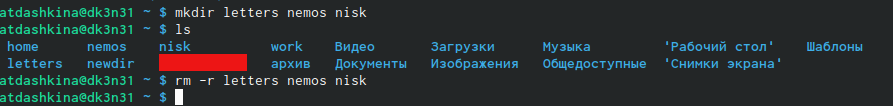 atdashkina@dk3n31 ~ $ mkdir letters nemos nisk
atdashkina@dk3n31 ~ $ ls
home nemos nisk work Видео Загрузки Музыка 'Рабочий стол' Шаблоны
letters newdir архив Документы Изображения Общедоступные 'Снимки экрана'
atdashkina@dk3n31 ~ $ rm -r letters nemos nisk
atdashkina@dk3n31 ~ $